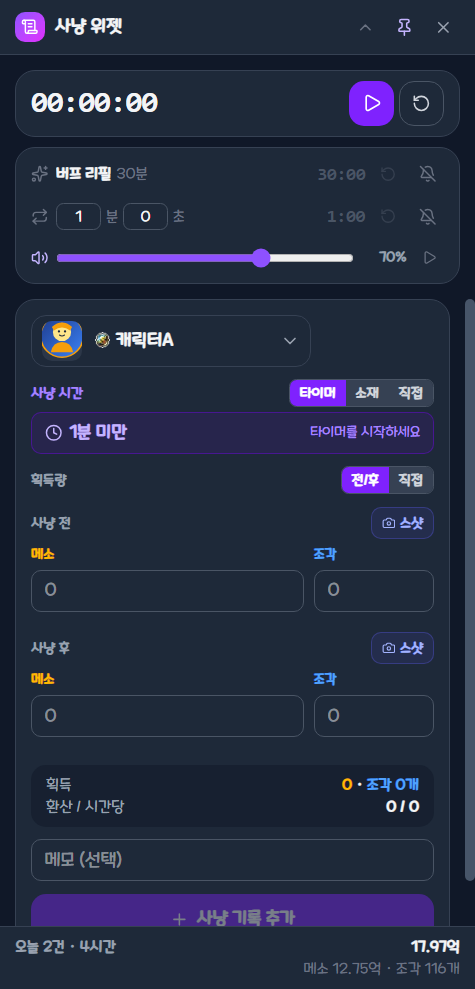 사냥 위젯
00:00:00
버프 리필 30분 30:00
1 분 0 초 1:00
70%
캐릭터A
사냥 시간 타이머 소재 직접
1분 미만 타이머를 시작하세요
획득량 전/후 직접
사냥 전 스샷
메소 조각
0 0
사냥 후 스샷
메소 조각
0 0
획득 0 · 조각 0개
환산 / 시간당 0 / 0
메모 (선택)
+ 사냥 기록 추가
오늘 2건 · 4시간 17.97억
메소 12.75억 · 조각 116개